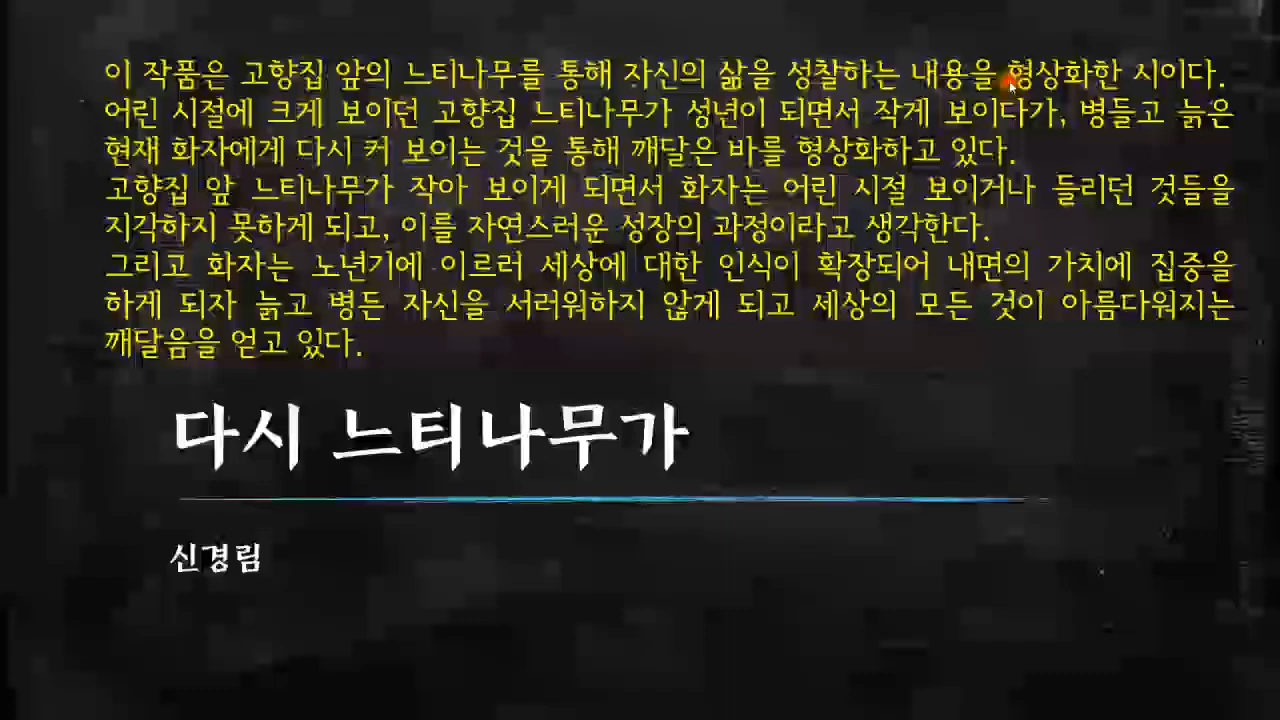 이 작품은 고향집 앞의 느티나무를 통해 자신의 삶을 성찰하는 내용을 형상화한 시이다.
어린 시절에 크게 보이던 고향집 느티나무가 성년이 되면서 작게 보이다가, 병들고 늙은
현재 화자에게 다시 커 보이는 것을 통해 깨달은 바를 형상화하고 있다.
고향집 앞 느티나무가 작아 보이게 되면서 화자는 어린 시절 보이거나 들리던 것들을
지각하지 못하게 되고, 이를 자연스러운 성장의 과정이라고 생각한다.
그리고 화자는 노년기에 이르러 세상에 대한 인식이 확장되어 내면의 가치에 집중을
하게 되자 늙고 병든 자신을 서러워하지 않게 되고 세상의 모든 것이 아름다워지는
깨달음을 얻고 있다.
다시 느티나무가
신경림